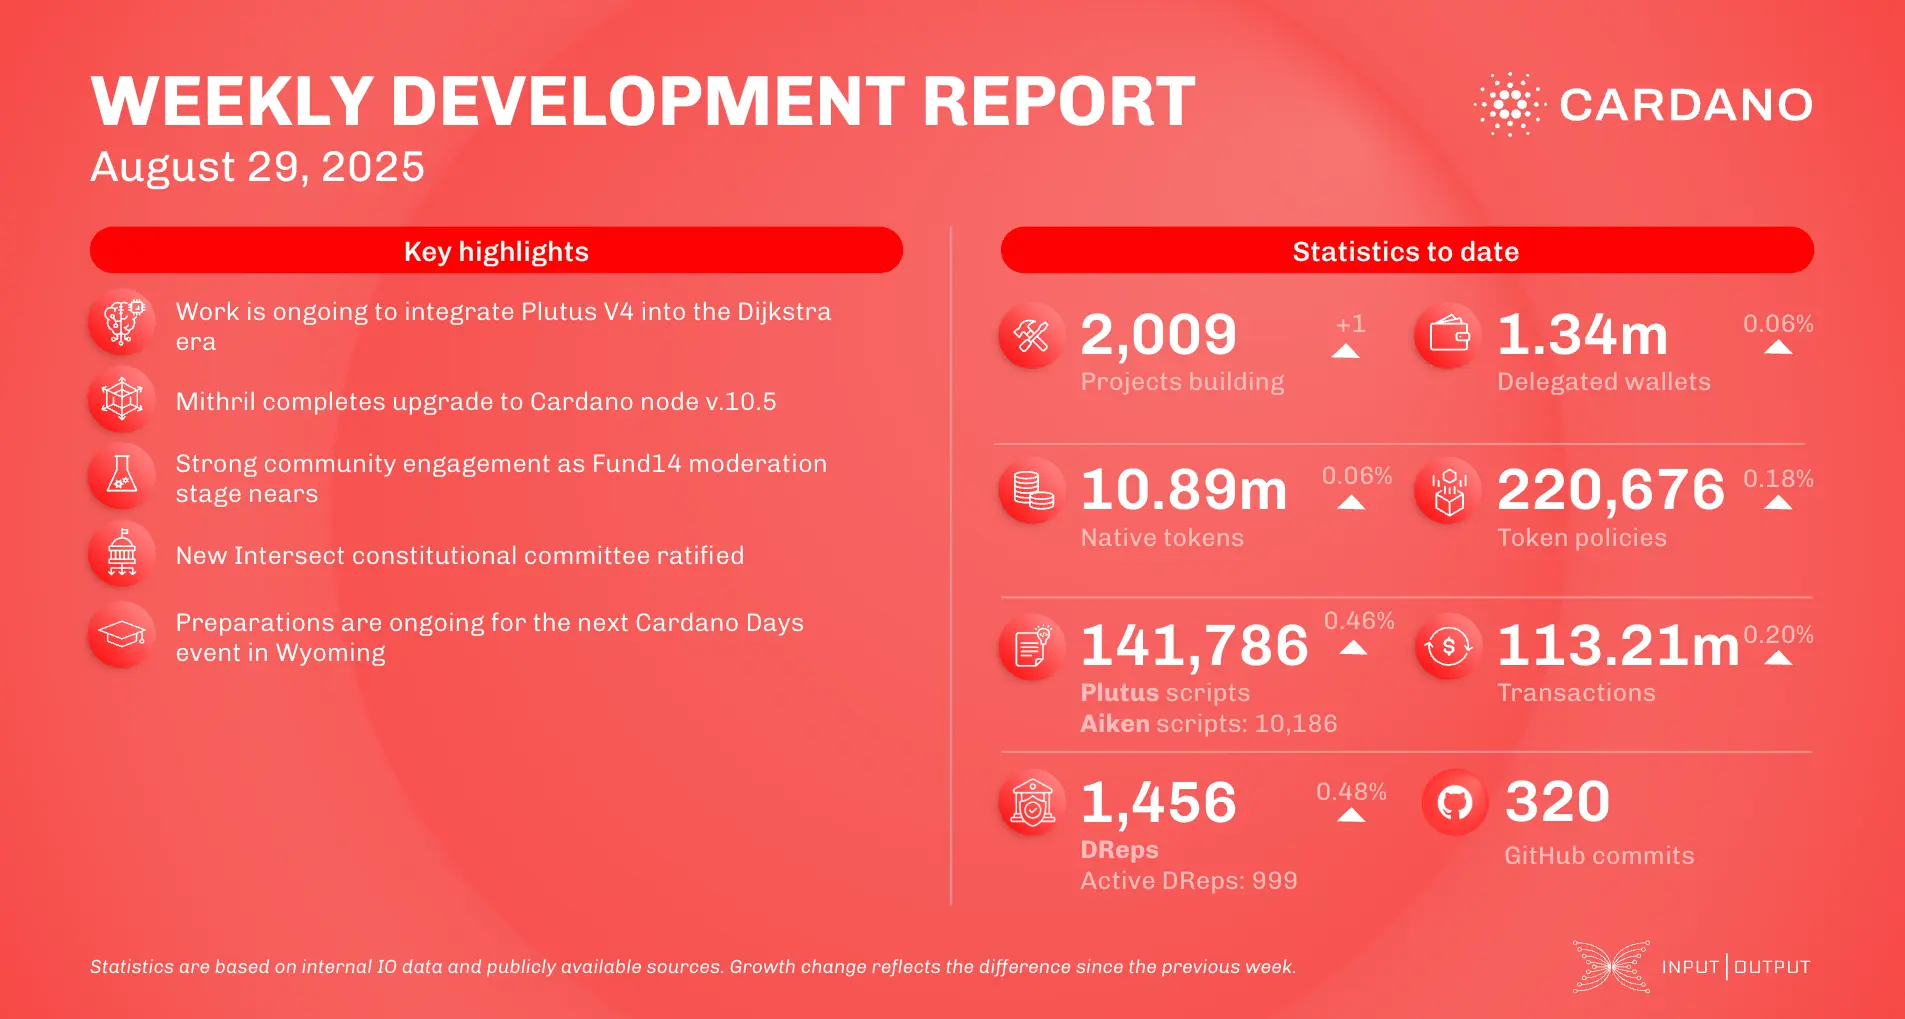 WEEKLY DEVELOPMENT REPORT
August 29, 2025
CARDANO
Key highlights
Work is ongoing to integrate Plutus V4 into the Dijkstra
era
Mithril completes upgrade to Cardano node v.10.5
Strong community engagement as Fund14 moderation
stage nears
New Intersect constitutional committee ratified
Preparations are ongoing for the next Cardano Days
event in Wyoming
Statistics to date
2,009
+1
Projects building
1.34m
0.06%
Delegated wallets
10.89m
0.06%
Native tokens
220,676
0.18%
Token policies
141,786
0.46%
Plutus scripts
Aiken scripts: 10,186
113.21m
0.20%
Transactions
1,456
0.48%
DReps
Active DReps: 999
320
GitHub commits
Statistics are based on internal IO data and publicly available sources. Growth change reflects the difference since the previous week.
INPUT|OUTPUT